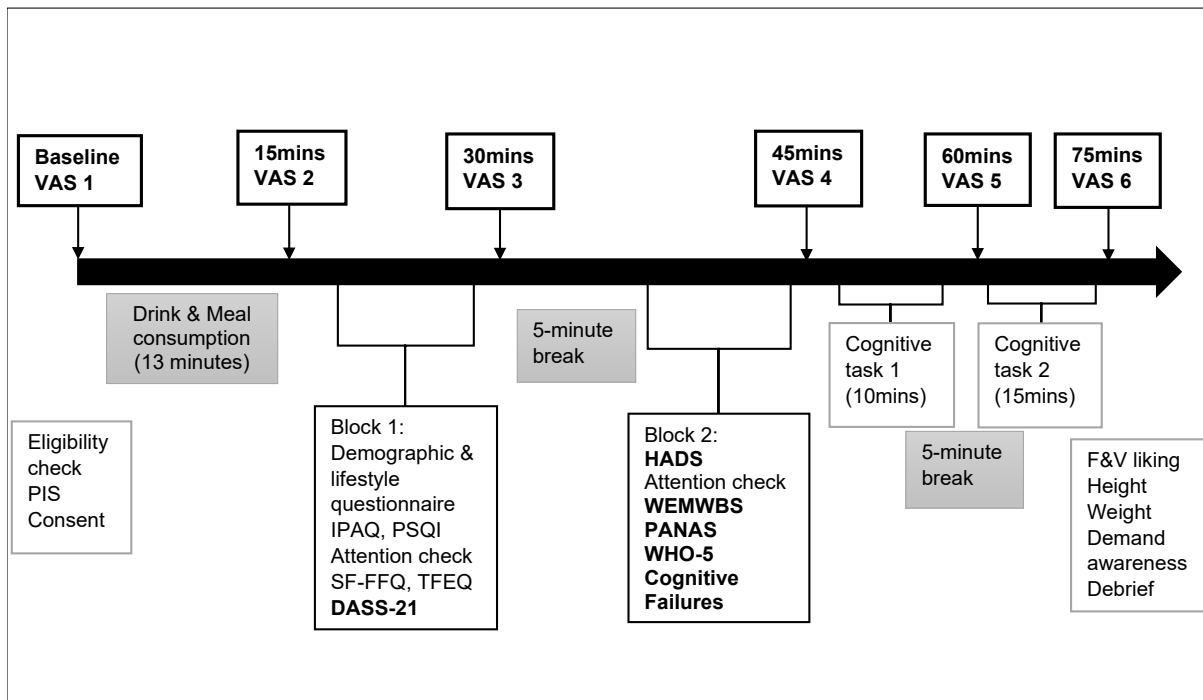 Baseline
VAS 1
15mins
VAS 2
30mins
VAS 3
45mins
VAS 4
60mins
VAS 5
75mins
VAS 6
Drink & Meal
consumption
(13 minutes)
5-minute
break
Cognitive
task 1
(10mins)
Cognitive
task 2
(15mins)
Eligibility
check
PIS
Consent
Block 1:
Demographic &
lifestyle
questionnaire
IPAQ, PSQI
Attention check
SF-FFQ, TFEQ
DASS-21
Block 2:
HADS
Attention check
WEMWBS
PANAS
WHO-5
Cognitive
Failures
5-minute
break
F&V liking
Height
Weight
Demand
awareness
Debrief